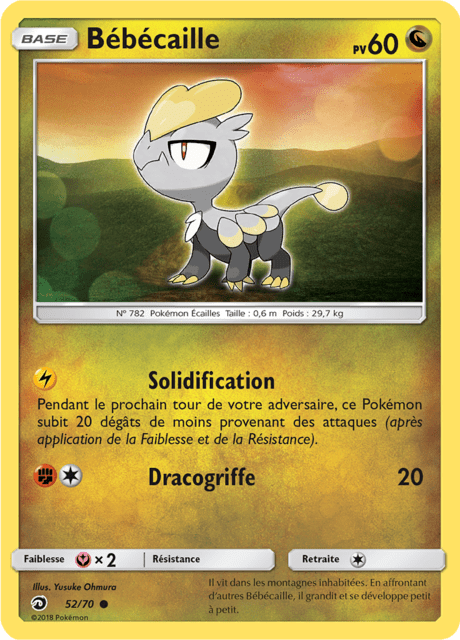 BASE Bébécaille PV60
N° 782 Pokémon Écailles Taille : 0,6 m Poids : 29,7 kg
Solidification
Pendant le prochain tour de votre adversaire, ce Pokémon
subit 20 dégâts de moins provenant des attaques (après
application de la Faiblesse et de la Résistance).
Dracogriffe 20
Faiblesse × 2 Résistance Retraite
Illus. Yusuke Ohmura
52/70
©2018 Pokémon
Il vit dans les montagnes inhabitées. En affrontant
d'autres Bébécaille, il grandit et se développe petit
à petit.